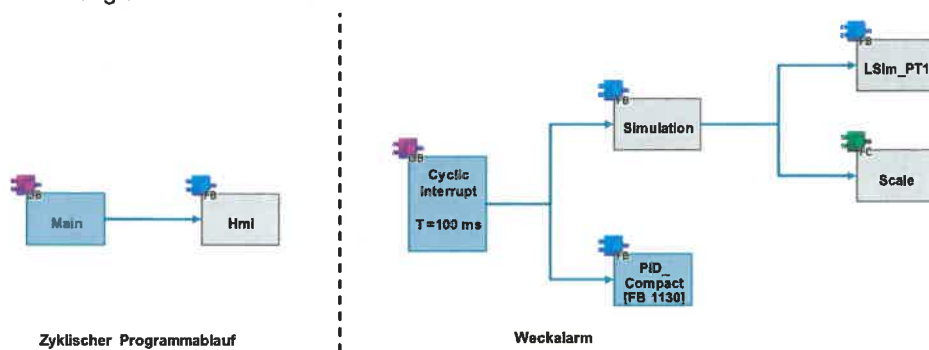 FB
LSim_PT1
FB
Simulation
OB
Cyclic
Interrupt
T=100 ms
FC
Scale
OB
Main
FB
Hmi
FB
PID_
Compact
[FB 1130]
Zyklischer Programmablauf
Weckalarm